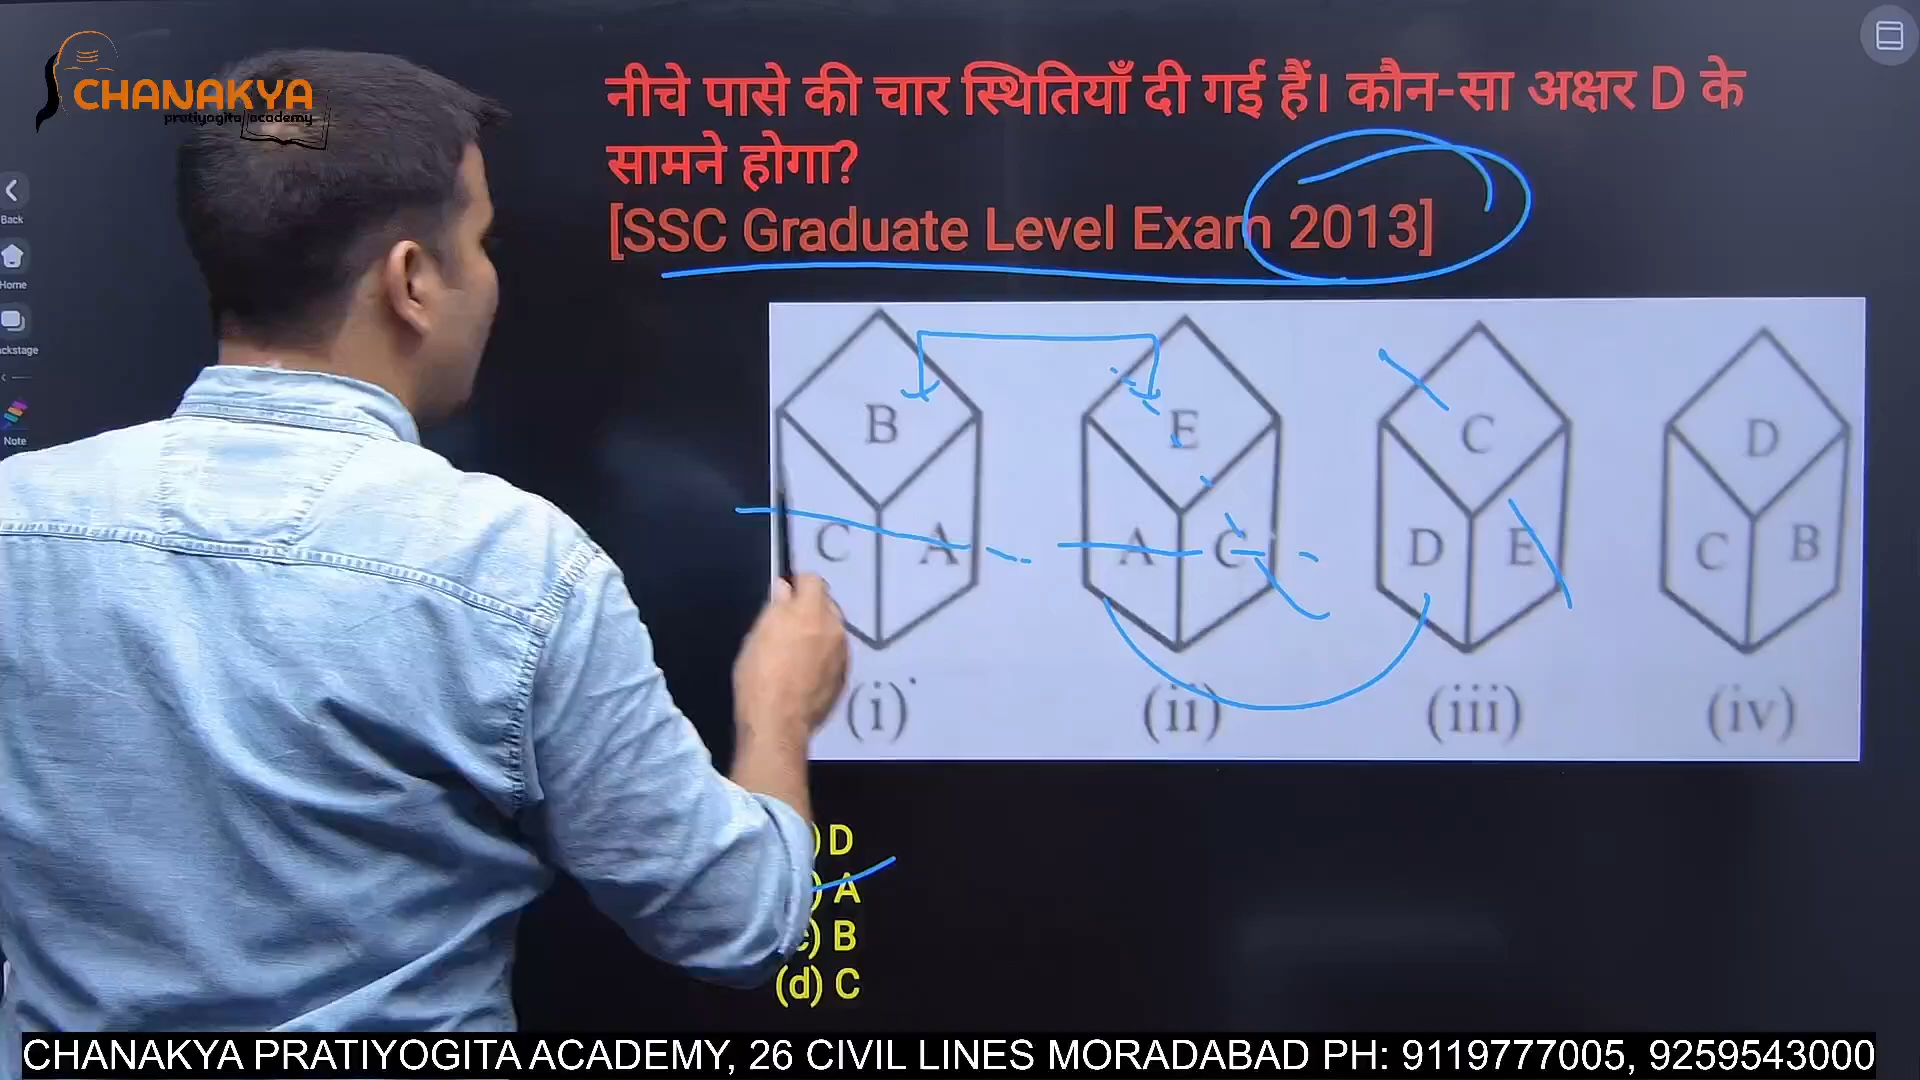 CHANAKYA
pratiyogita academy
नीचे पासे की चार स्थितियाँ दी गई हैं। कौन-सा अक्षर D के
सामने होगा?
[SSC Graduate Level Exam 2013]
Back
Home
ckstage
Note
B
C A
(i)
E
A C
(ii)
C
D E
(iii)
D
C B
(iv)
) D
) A
c) B
(d) C
CHANAKYA PRATIYOGITA ACADEMY, 26 CIVIL LINES MORADABAD PH: 9119777005, 9259543000